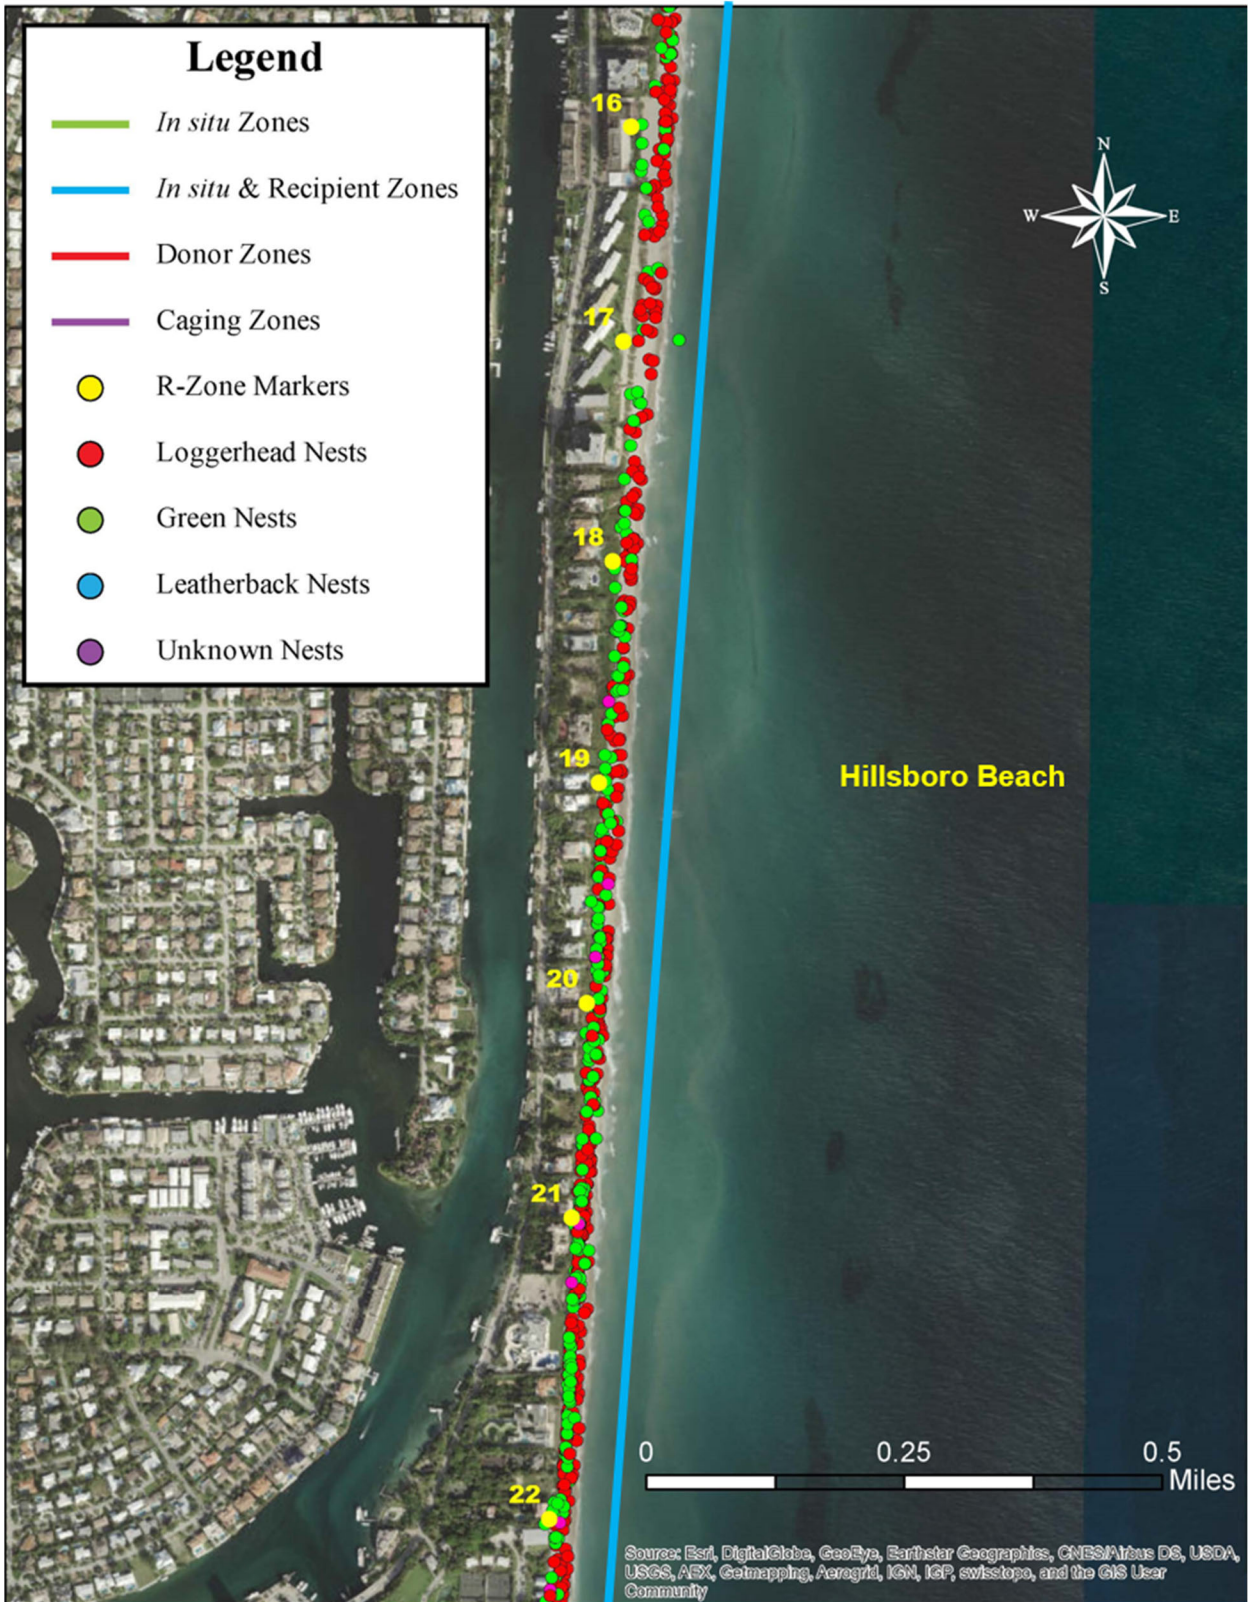 Legend
In situ Zones
In situ & Recipient Zones
Donor Zones
Caging Zones
R-Zone Markers
Loggerhead Nests
Green Nests
Leatherback Nests
Unknown Nests
16
N
W E
S
17
18
19
Hillsboro Beach
20
21
22
0 0.25 0.5
Miles
Source: Esri, DigitalGlobe, GeoEye, Earthstar Geographics, CNES/Airbus DS, USDA,
USGS, AEX, Getmapping, Aerogrid, IGN, IGP, swisstopo, and the GIS User
Community